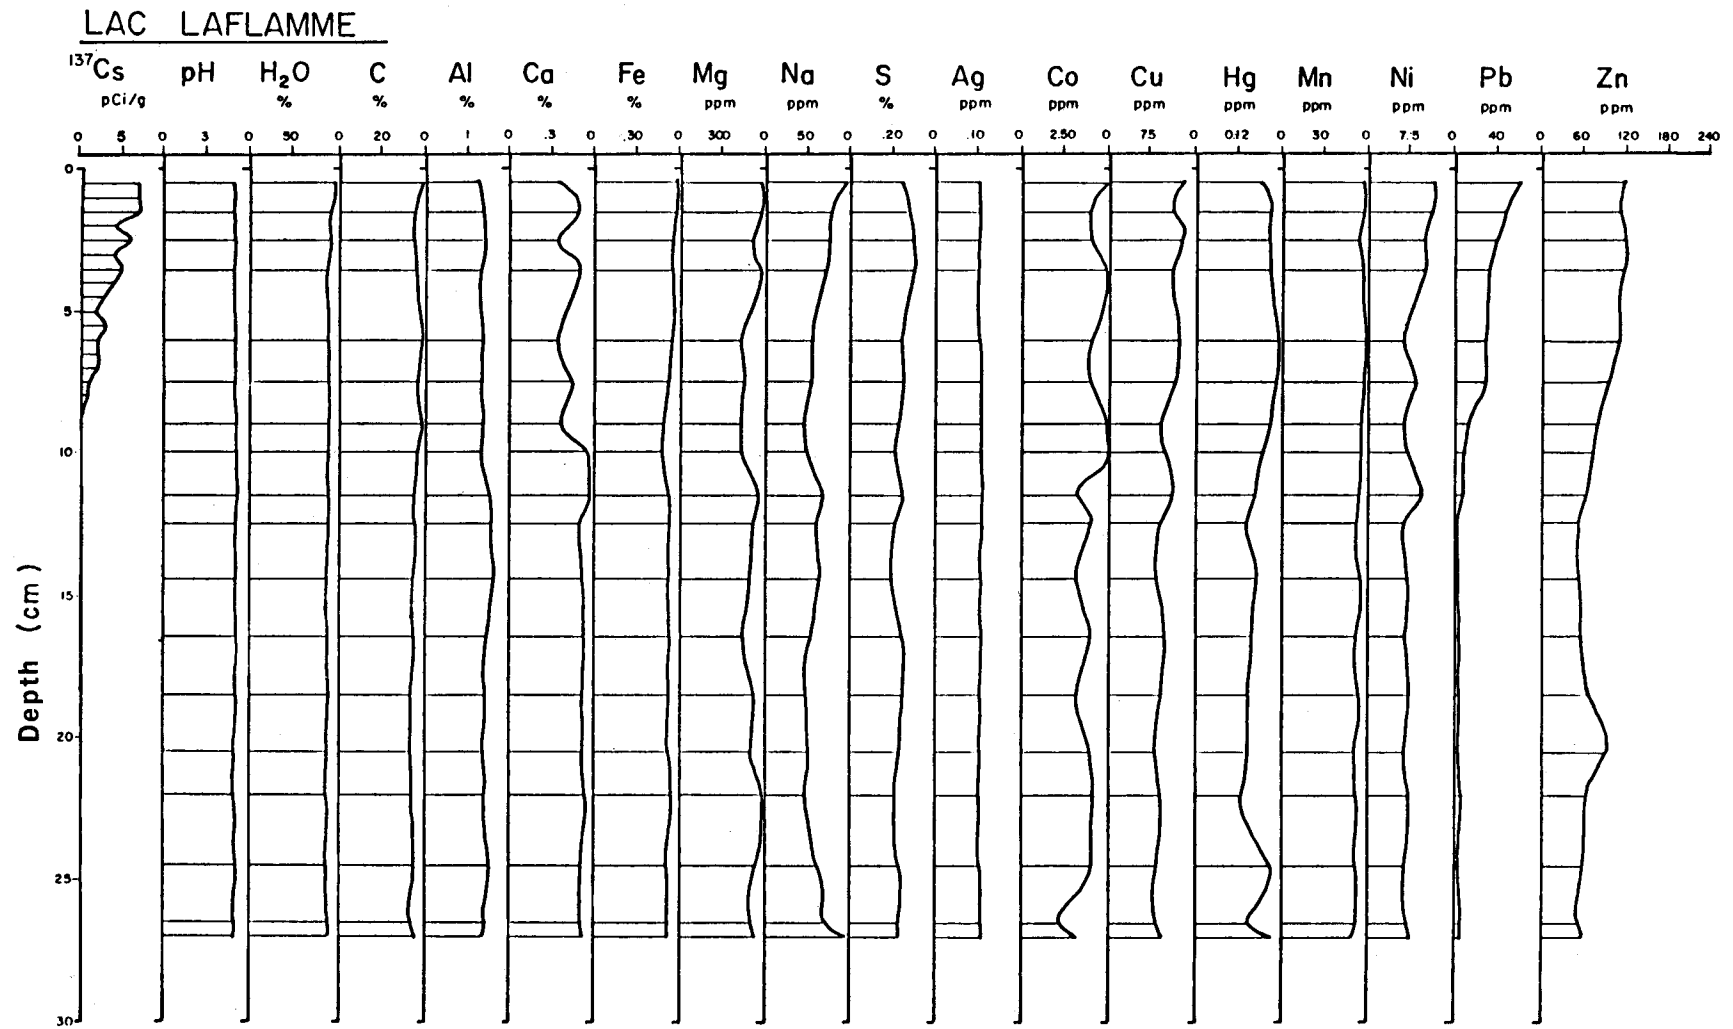 LAC LAFLAMME
137Cs pH H2O C Al Ca Fe Mg Na S Ag Co Cu Hg Mn Ni Pb Zn
pCi/g % % % % % ppm ppm % ppm ppm ppm ppm ppm ppm ppm ppm
0 5 0 3 0 50 0 20 0 1 0 .3 0 .30 0 300 0 50 0 .20 0 .10 0 2.50 0 75 0 0.12 0 30 0 7.5 0 40 0 60 120 180 240
0
5
10
15
20
25
30
Depth (cm)